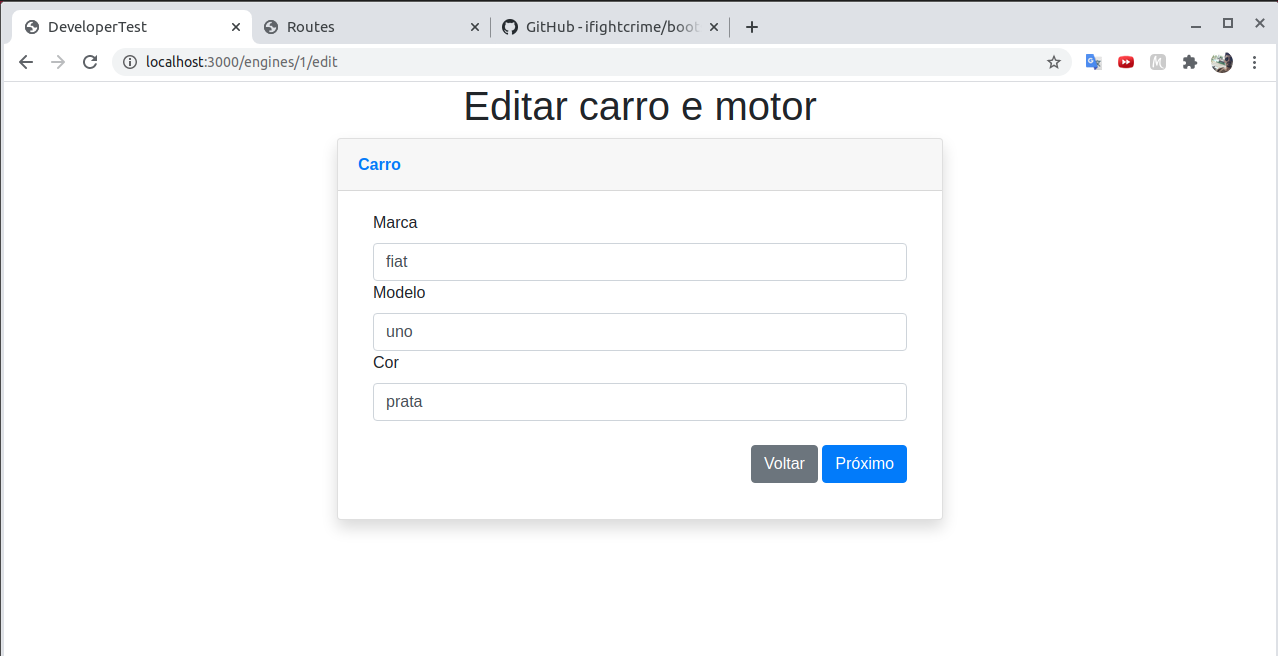 DeveloperTest
Routes
GitHub - ifightcrime/boot
localhost:3000/engines/1/edit
Editar carro e motor
Carro
Marca
fiat
Modelo
uno
Cor
prata
Voltar Próximo